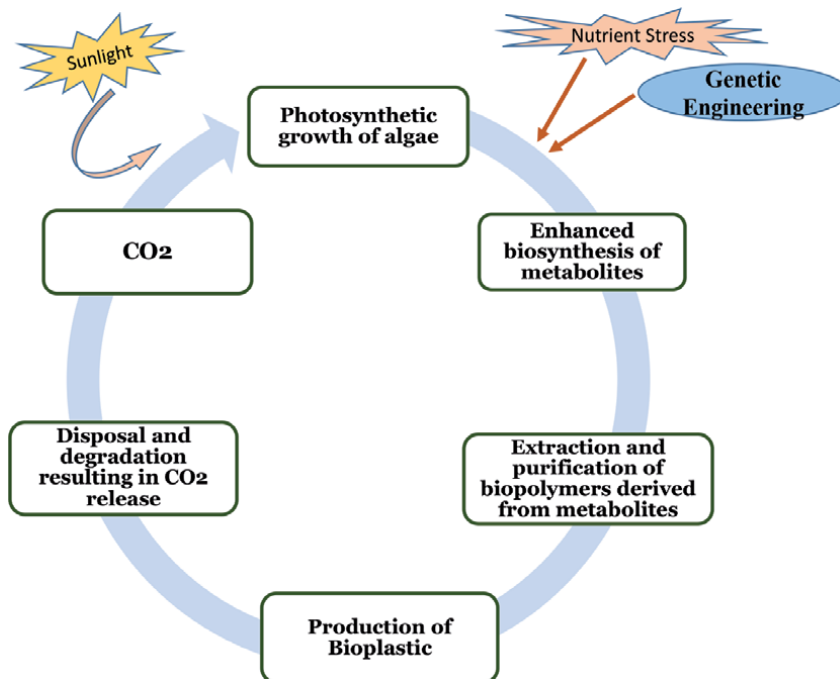 Sunlight
Nutrient Stress
Genetic
Engineering
Photosynthetic
growth of algae
Enhanced
biosynthesis of
metabolites
Extraction and
purification of
biopolymers derived
from metabolites
Production of
Bioplastic
Disposal and
degradation
resulting in CO2
release
CO2